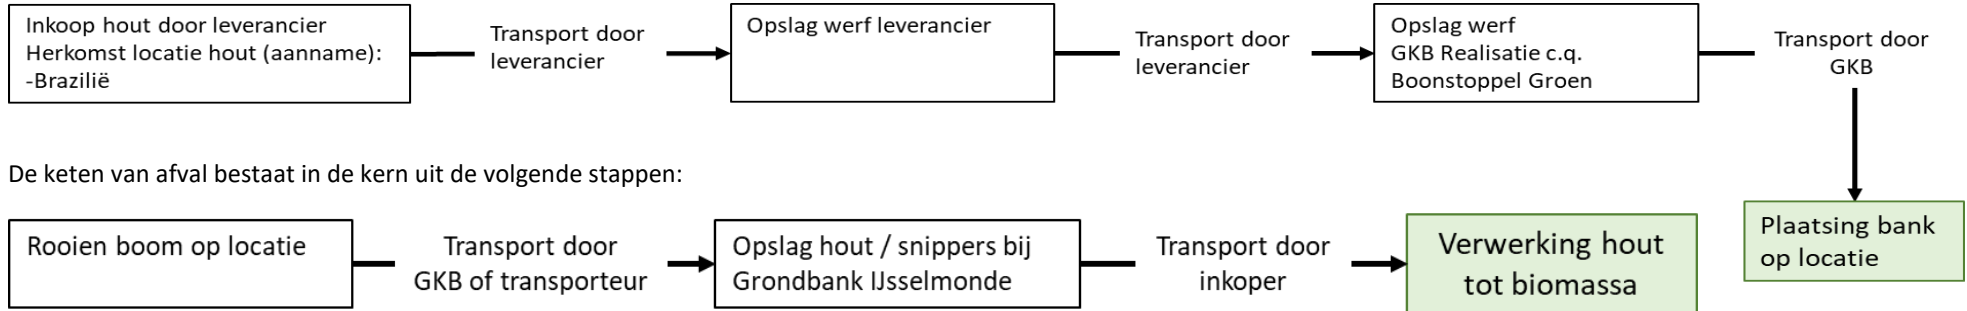 Inkoop hout door leverancier
Herkomst locatie hout (aanname):
-Brazilië
Transport door
leverancier
Opslag werf leverancier
Transport door
leverancier
Opslag werf
GKB Realisatie c.q.
Boonstoppel Groen
Transport door
GKB
Plaatsing bank
op locatie
De keten van afval bestaat in de kern uit de volgende stappen:
Rooien boom op locatie
Transport door
GKB of transporteur
Opslag hout / snippers bij
Grondbank IJsselmonde
Transport door
inkoper
Verwerking hout
tot biomassa